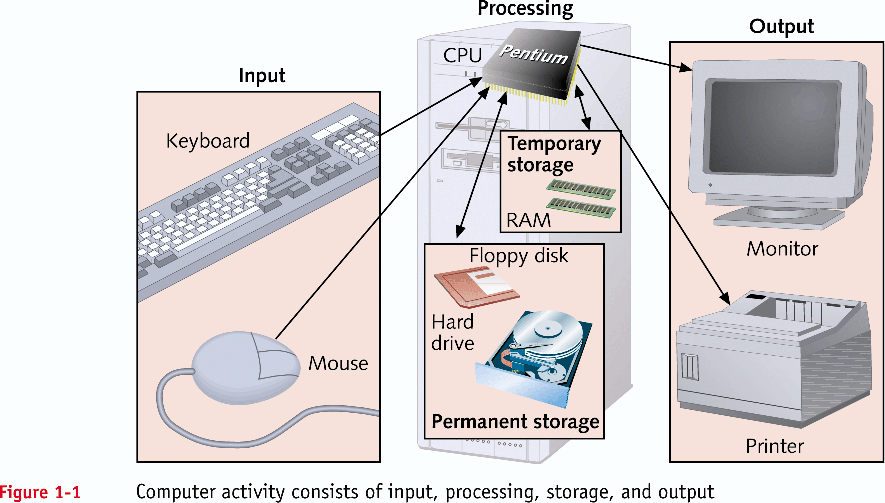 Processing
Output
Input
CPU
Pentium
Keyboard
Temporary
storage
RAM
Floppy disk
Hard
drive
Permanent storage
Mouse
Monitor
Printer
Figure 1-1 Computer activity consists of input, processing, storage, and output